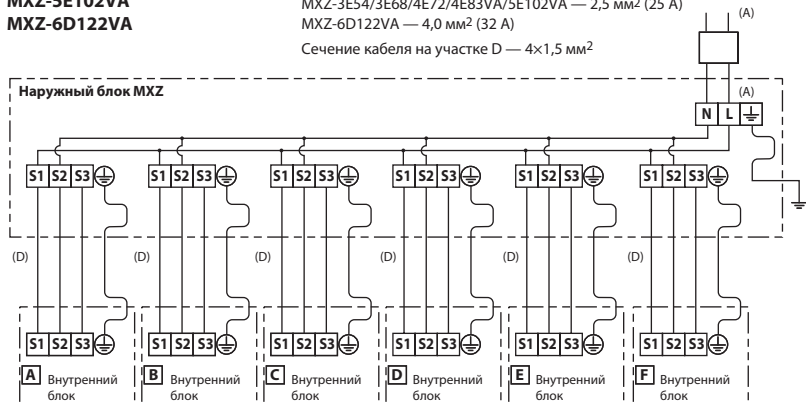 MXZ-5E102VA
MXZ-3E54/3E68/4E72/4E83VA/5E102VA — 2,5 мм² (25 А)
MXZ-6D122VA
MXZ-6D122VA — 4,0 мм² (32 А)
Сечение кабеля на участке D — 4×1,5 мм²
(A)
Наружный блок MXZ
(A)
N L
S1 S2 S3 S1 S2 S3 S1 S2 S3 S1 S2 S3 S1 S2 S3 S1 S2 S3
(D) (D) (D) (D) (D) (D)
S1 S2 S3 S1 S2 S3 S1 S2 S3 S1 S2 S3 S1 S2 S3 S1 S2 S3
A Внутренний B Внутренний C Внутренний D Внутренний E Внутренний F Внутренний
блок блок блок блок блок блок